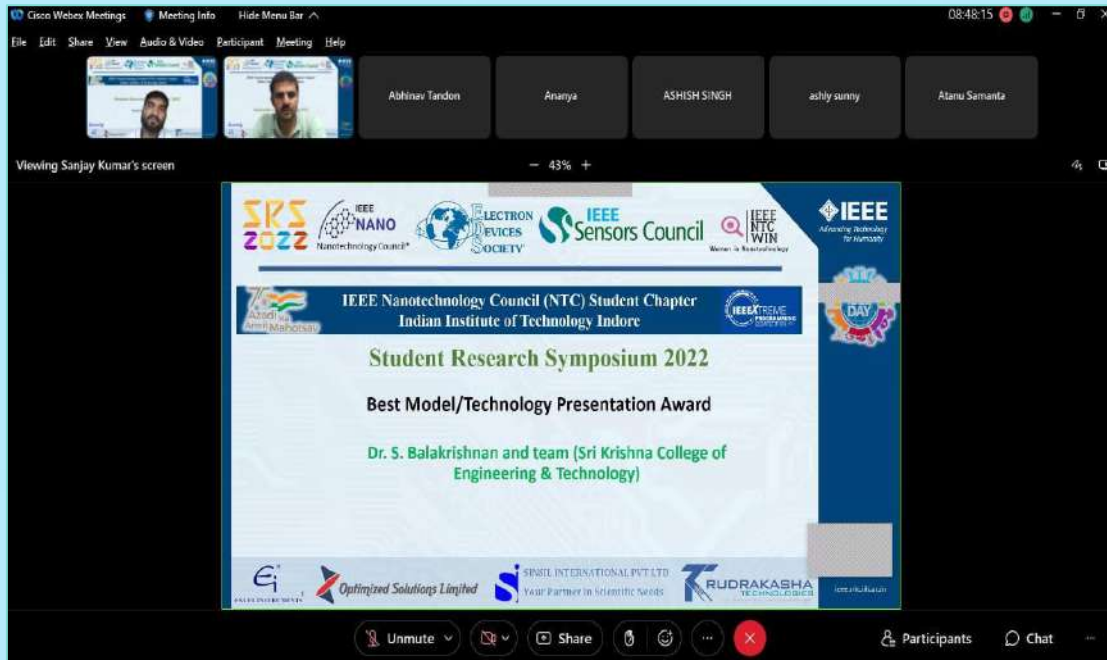 Cisco Webex Meetings Meeting Info Hide Menu Bar 08:48:15
File Edit Share View Audio & Video Participant Meeting Help
Abhinav Tandon
Ananya
ASHISH SINGH
ashly sunny
Atanu Samanta
Viewing Sanjay Kumar's screen − 43% +
SRS
2022
IEEE
NANO
Nanotechnology Council
ELECTRON
DEVICES
SOCIETY
IEEE
Sensors Council
IEEE
NTC
WIN
Women in Nanotechnology
IEEE
Advancing Technology
for Humanity
Azadi Ka
Amrit Mahotsav
IEEE Nanotechnology Council (NTC) Student Chapter
Indian Institute of Technology Indore
IEEEXTREME
PROGRAMMING
COMPETITION
DAY
Student Research Symposium 2022
Best Model/Technology Presentation Award
Dr. S. Balakrishnan and team (Sri Krishna College of
Engineering & Technology)
Optimized Solutions Limited
SINSIL INTERNATIONAL PVT LTD
Your Partner in Scientific Needs
RUDRAKASHA
TECHNOLOGIES
Unmute Share Participants Chat